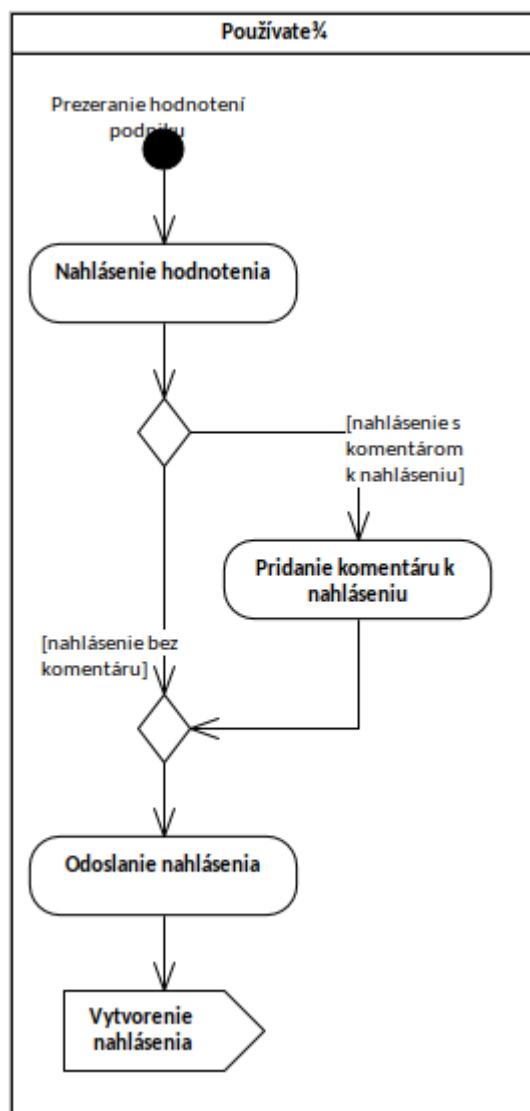 Používate¾
Prezeranie hodnotení
podniku
Nahlásenie hodnotenia
[nahlásenie s
komentárom
k nahláseniu]
Pridanie komentáru k
nahláseniu
[nahlásenie bez
komentáru]
Odoslanie nahlásenia
Vytvorenie
nahlásenia